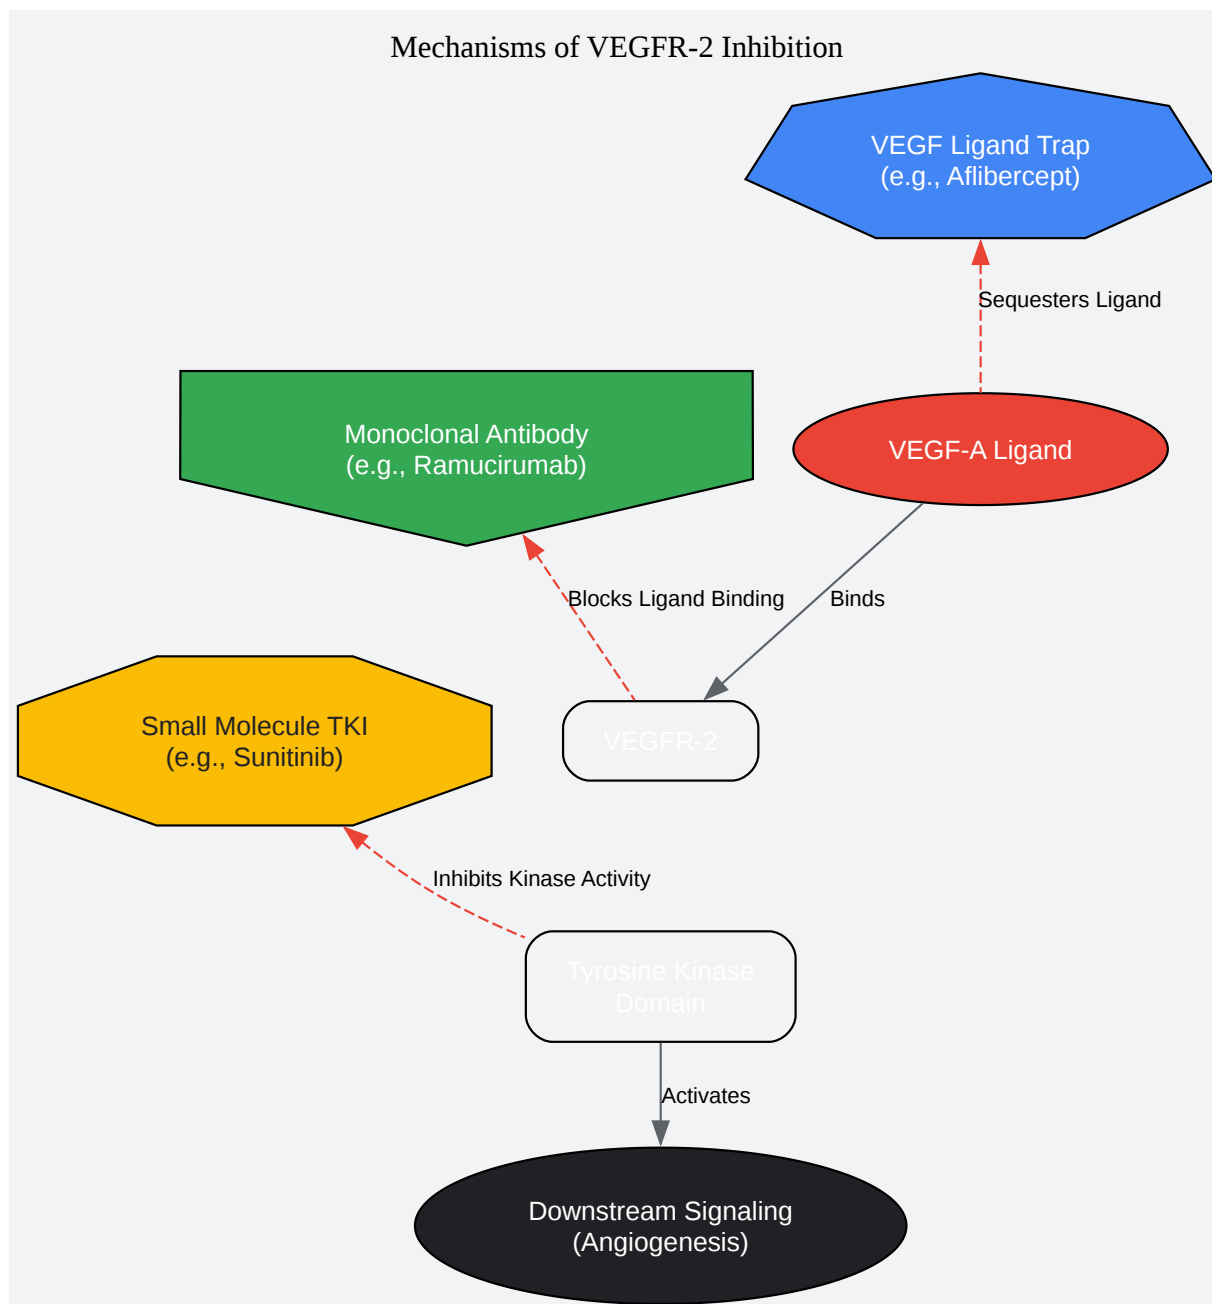 Mechanisms of VEGFR-2 Inhibition
VEGF Ligand Trap
(e.g., Aflibercept)
Sequesters Ligand
Monoclonal Antibody
(e.g., Ramucirumab)
VEGF-A Ligand
Blocks Ligand Binding
Binds
Small Molecule TKI
(e.g., Sunitinib)
VEGFR-2
Inhibits Kinase Activity
Tyrosine Kinase
Domain
Activates
Downstream Signaling
(Angiogenesis)